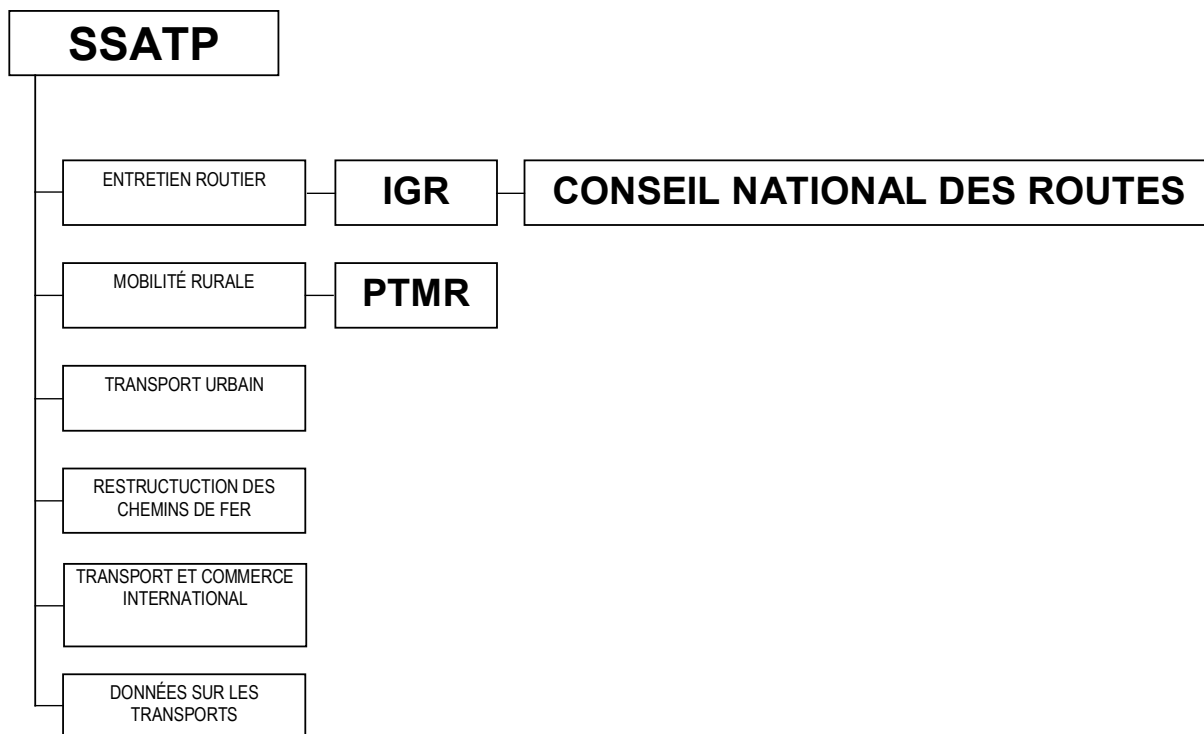 SSATP
ENTRETIEN ROUTIER
IGR
CONSEIL NATIONAL DES ROUTES
MOBILITÉ RURALE
PTMR
TRANSPORT URBAIN
RESTRUCTUCTION DES
CHEMINS DE FER
TRANSPORT ET COMMERCE
INTERNATIONAL
DONNÉES SUR LES
TRANSPORTS